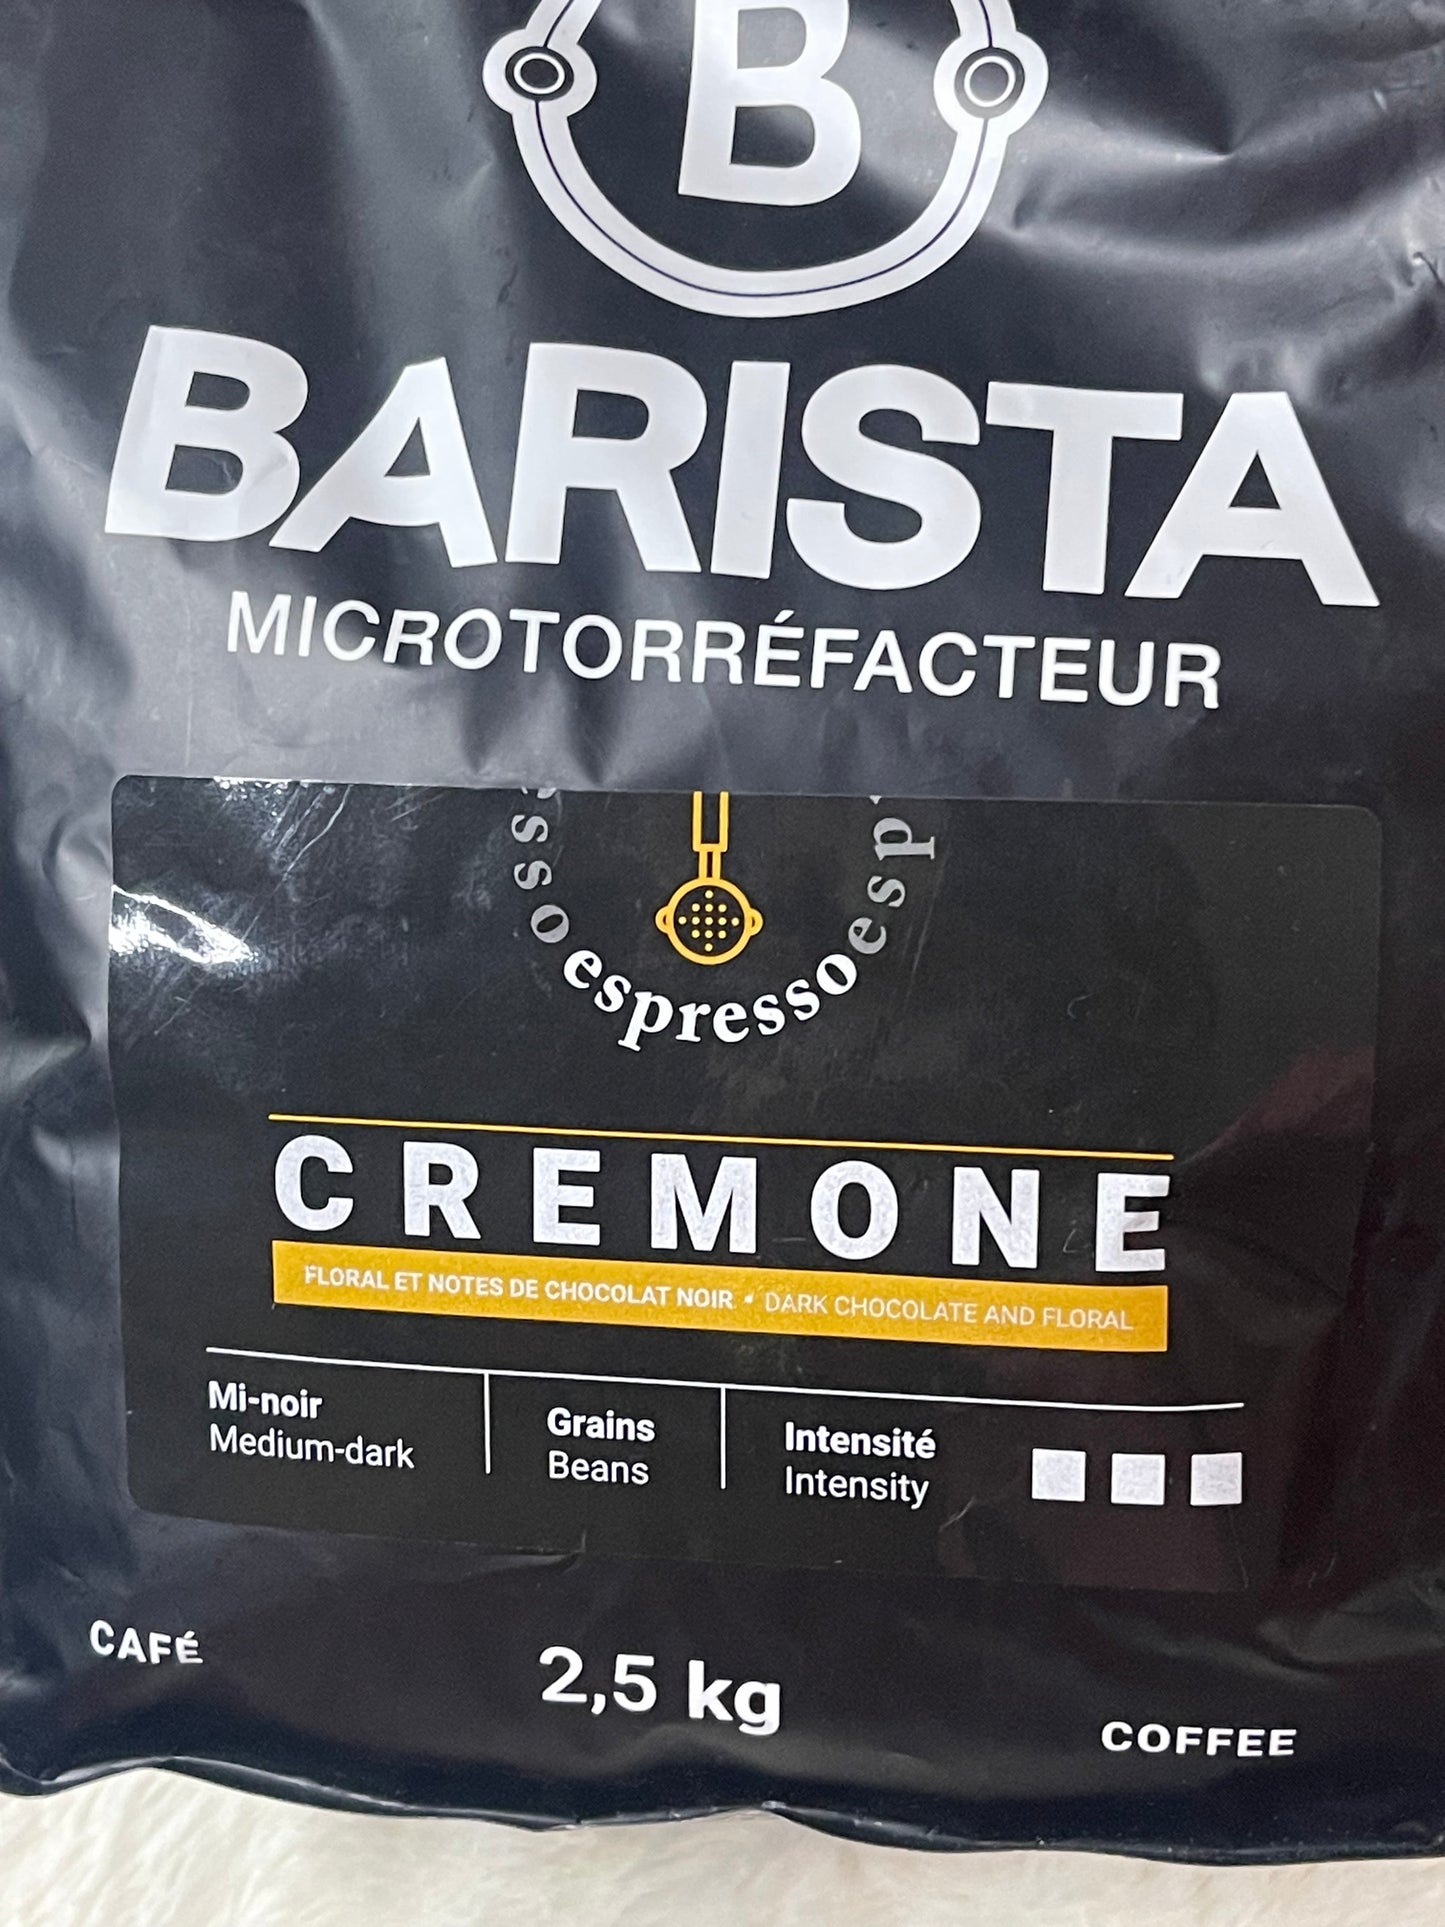 B
BARISTA
MICROTORRÉFACTEUR
espresso
CREMONE
FLORAL ET NOTES DE CHOCOLAT NOIR • DARK CHOCOLATE AND FLORAL
Mi-noir
Medium-dark
Grains
Beans
Intensité
Intensity
CAFÉ
2,5 kg
COFFEE